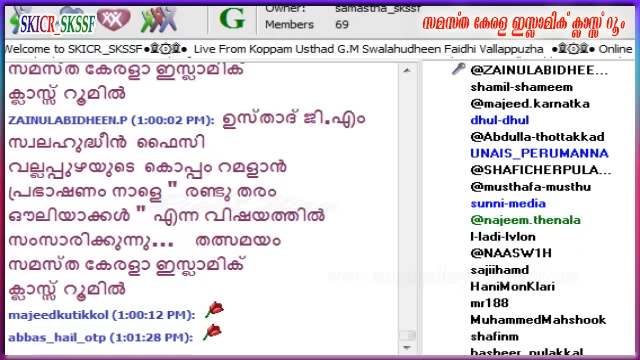 SKICR_SKSSF
G
Owner: samastha_skssf
Members 69
സമസ്ത കേരള ഇസ്ലാമിക് ക്ലാസ്സ് റൂം
Welcome to SKICR_SKSSF Live From Koppam Usthad G.M Swalahudheen Faidhi Vallappuzha Online
സമസ്ത കേരളാ ഇസ്ലാമിക്
ക്ലാസ്സ് റൂമിൽ
ZAINULABIDHEEN.P (1:00:02 PM): ഉസ്താദ് ജി.എം
സ്വലഹുദ്ധീൻ ഫൈസി
വല്ലപ്പുഴയുടെ കൊപ്പം റമളാൻ
പ്രഭാഷണം നാളെ " രണ്ടു തരം
ഔലിയാക്കൾ " എന്ന വിഷയത്തിൽ
സംസാരിക്കുന്നു... തത്സമയം
സമസ്ത കേരളാ ഇസ്ലാമിക്
ക്ലാസ്സ് റൂമിൽ
majeedkutikkol (1:00:12 PM):
abbas_hail_otp (1:01:28 PM):
@ZAINULABIDHEE...
shamil-shameem
@majeed.karnatka
dhul-dhul
@Abdulla-thottakkad
UNAIS_PERUMANNA
@SHAFICHERPULA...
@musthafa-musthu
sunni-media
@najeem.thenala
l-ladi-lvlon
@NAASW1H
sajiihamd
HaniMonKlari
mr188
MuhammedMahshook
shafinm
basheer_pulakkal